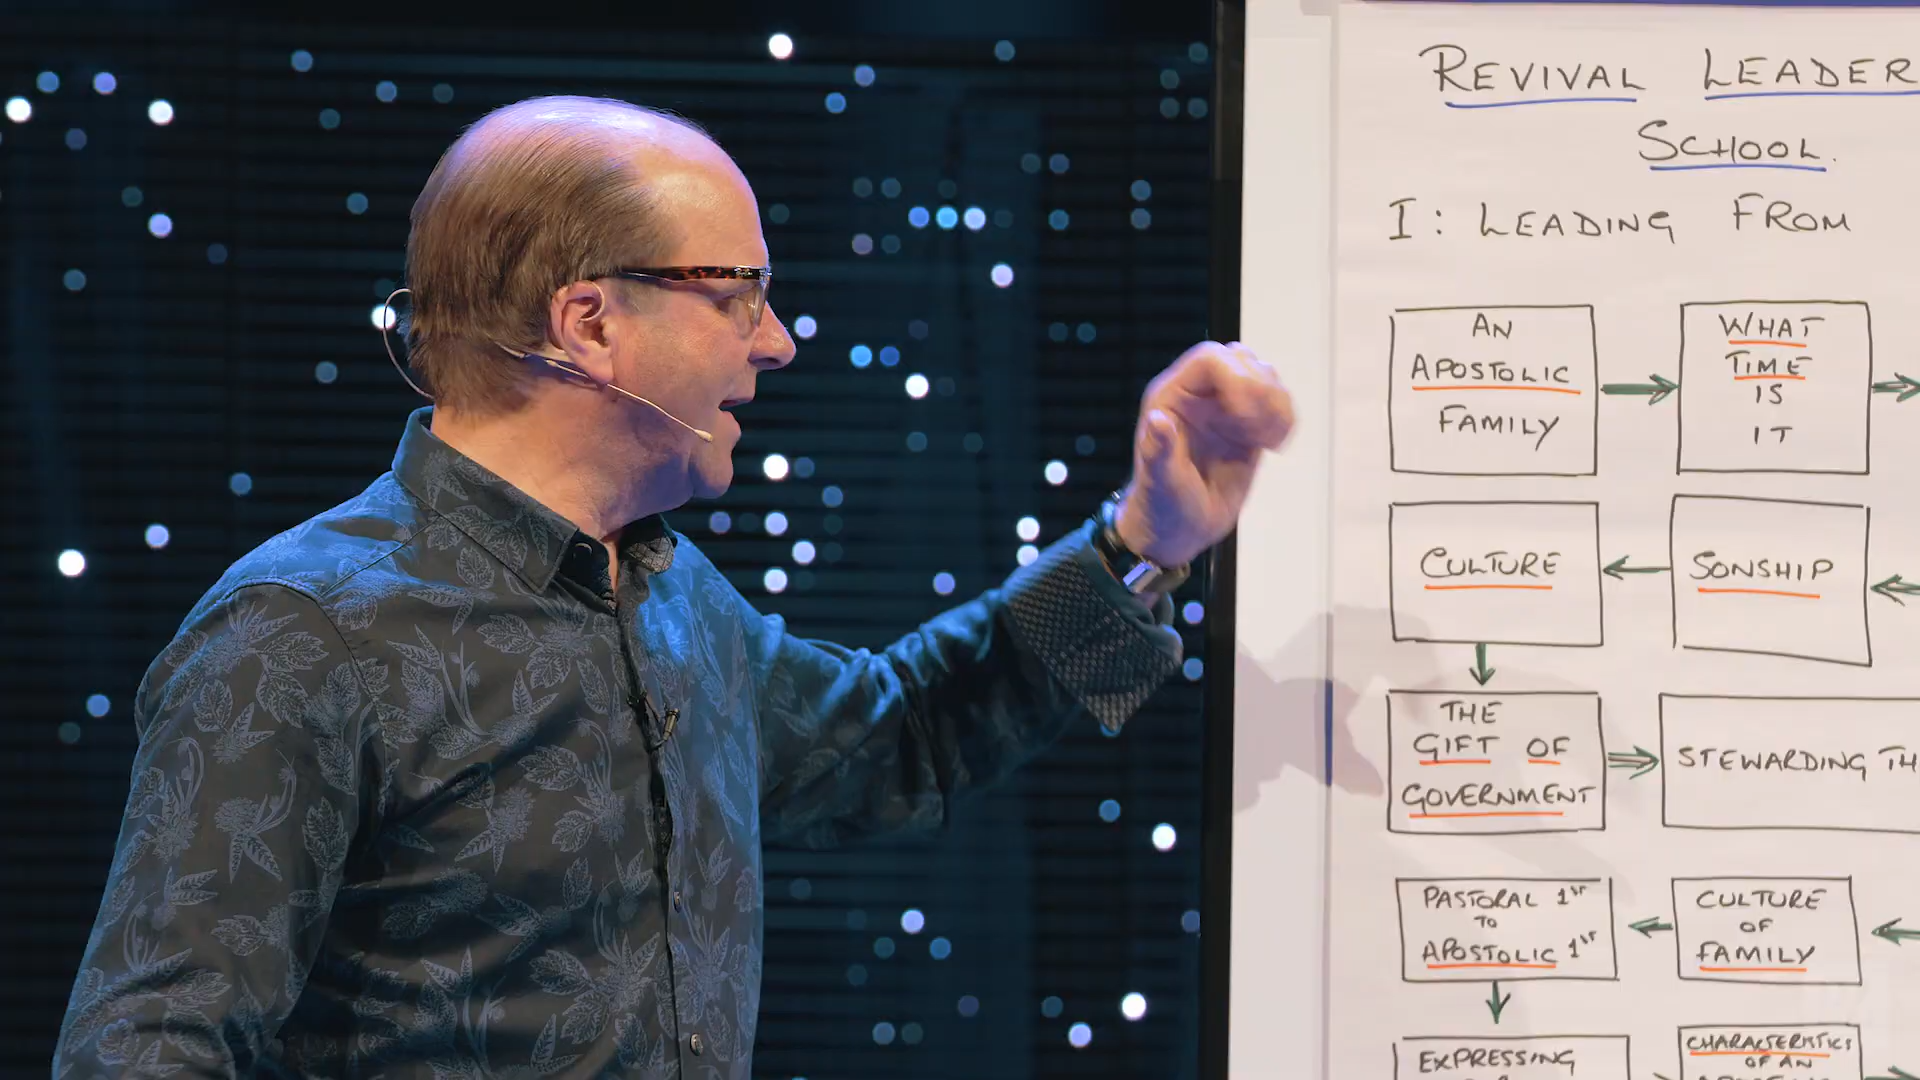 REVIVAL LEADER
SCHOOL.
I: LEADING FROM
AN
APOSTOLIC
FAMILY
WHAT
TIME
IS
IT
CULTURE
SONSHIP
THE
GIFT OF
GOVERNMENT
STEWARDING TH
PASTORAL 1ST
TO
APOSTOLIC 1ST
CULTURE
OF
FAMILY
EXPRESSING
CHARACTERISTICS
OF AN